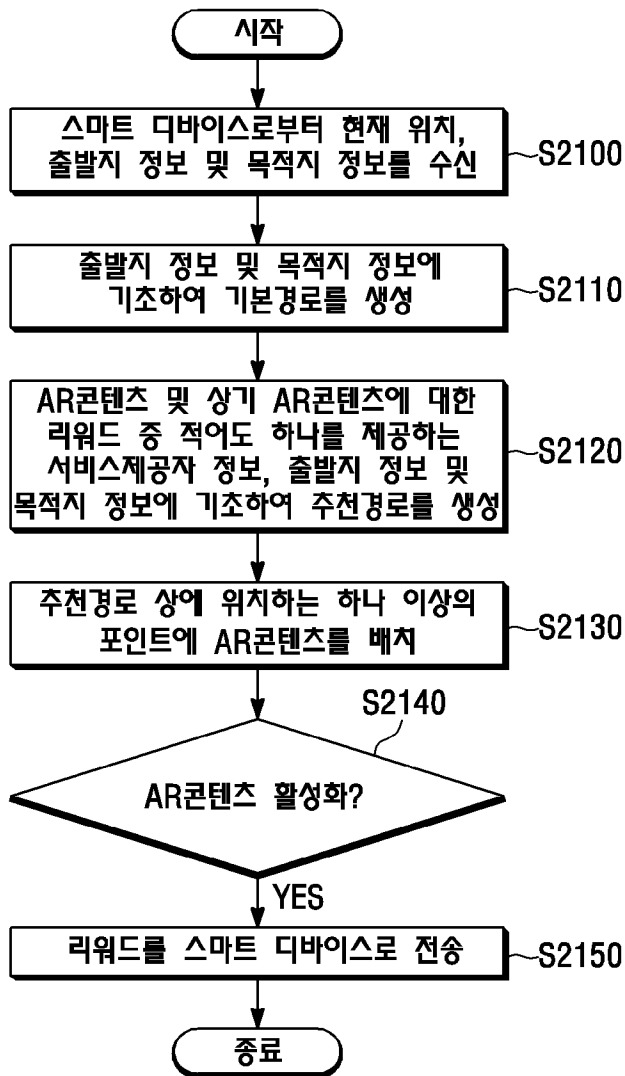 시작
스마트 디바이스로부터 현재 위치,
출발지 정보 및 목적지 정보를 수신
S2100
출발지 정보 및 목적지 정보에
기초하여 기본경로를 생성
S2110
AR콘텐츠 및 상기 AR콘텐츠에 대한
리워드 중 적어도 하나를 제공하는
서비스제공자 정보, 출발지 정보 및
목적지 정보에 기초하여 추천경로를 생성
S2120
추천경로 상에 위치하는 하나 이상의
포인트에 AR콘텐츠를 배치
S2130
S2140
AR콘텐츠 활성화?
YES
리워드를 스마트 디바이스로 전송
S2150
종료